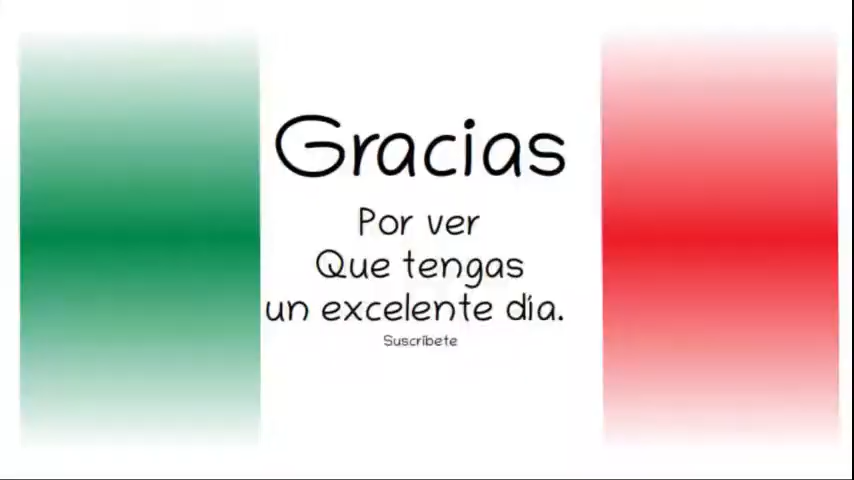 Gracias
Por ver
Que tengas
un excelente día.
Suscríbete